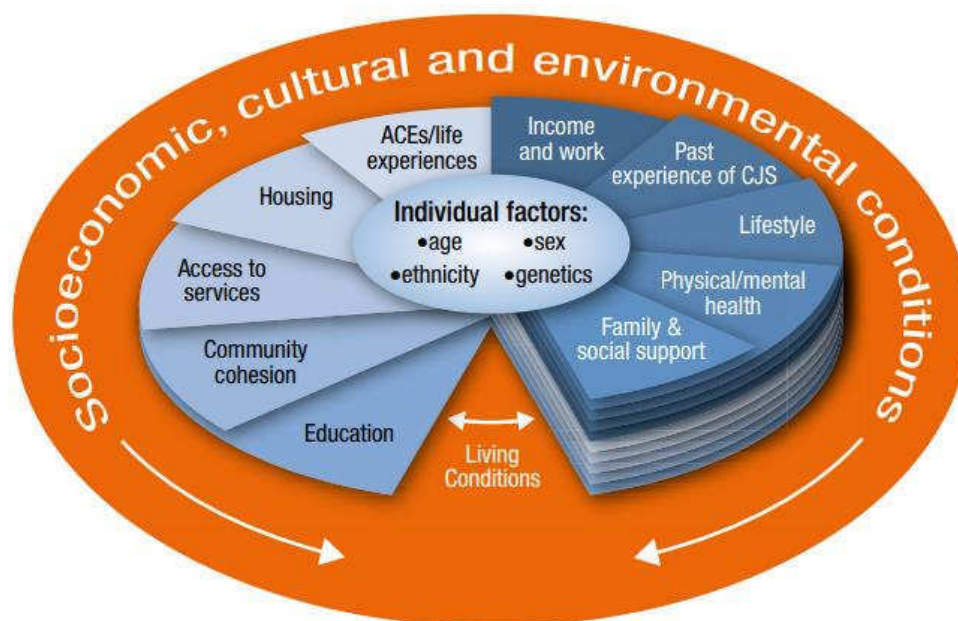 Socioeconomic, cultural and environmental conditions
ACEs/life
experiences
Income
and work
Past
experience of CJS
Housing
Lifestyle
Individual factors:
•age •sex
•ethnicity •genetics
Access to
services
Physical/mental
health
Family &
social support
Community
cohesion
Education
Living
Conditions